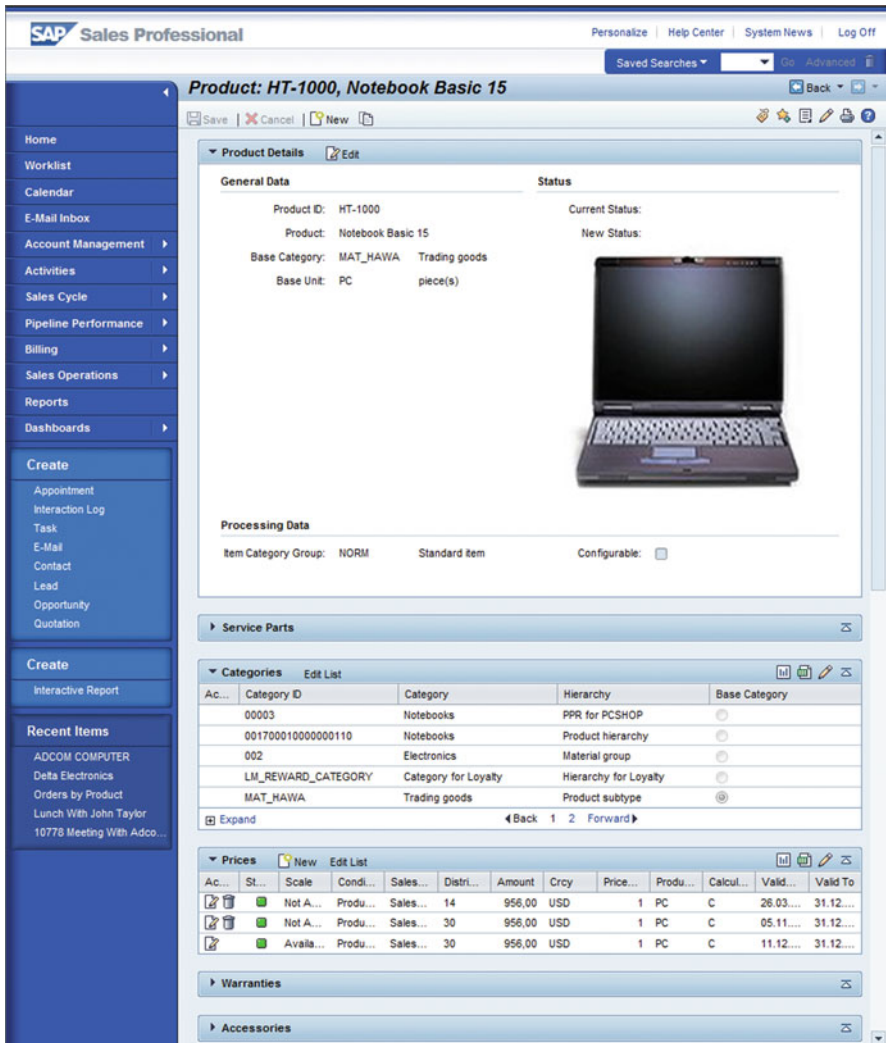 SAP Sales Professional
Personalize | Help Center | System News | Log Off
Saved Searches Go Advanced
Product: HT-1000, Notebook Basic 15
Back
Save | Cancel | New
Home
Worklist
Calendar
E-Mail Inbox
Account Management
Activities
Sales Cycle
Pipeline Performance
Billing
Sales Operations
Reports
Dashboards
Create
Appointment
Interaction Log
Task
E-Mail
Contact
Lead
Opportunity
Quotation
Create
Interactive Report
Recent Items
ADCOM COMPUTER
Delta Electronics
Orders by Product
Lunch With John Taylor
10778 Meeting With Adco...
Product Details Edit
General Data
Product ID: HT-1000
Product: Notebook Basic 15
Base Category: MAT_HAWA Trading goods
Base Unit: PC piece(s)
Status
Current Status:
New Status:
Processing Data
Item Category Group: NORM Standard item Configurable:
Service Parts
Categories Edit List
Ac... Category ID Category Hierarchy Base Category
00003 Notebooks PPR for PCSHOP
001700010000000110 Notebooks Product hierarchy
002 Electronics Material group
LM_REWARD_CATEGORY Category for Loyalty Hierarchy for Loyalty
MAT_HAWA Trading goods Product subtype
Expand Back 1 2 Forward
Prices New Edit List
Ac... St... Scale Condi... Sales... Distri... Amount Crcy Price... Produ... Calcul... Valid... Valid To
Not A... Produ... Sales... 14 956,00 USD 1 PC C 26.03.... 31.12....
Not A... Produ... Sales... 30 956,00 USD 1 PC C 05.11.... 31.12....
Availa... Produ... Sales... 30 956,00 USD 1 PC C 11.12.... 31.12....
Warranties
Accessories